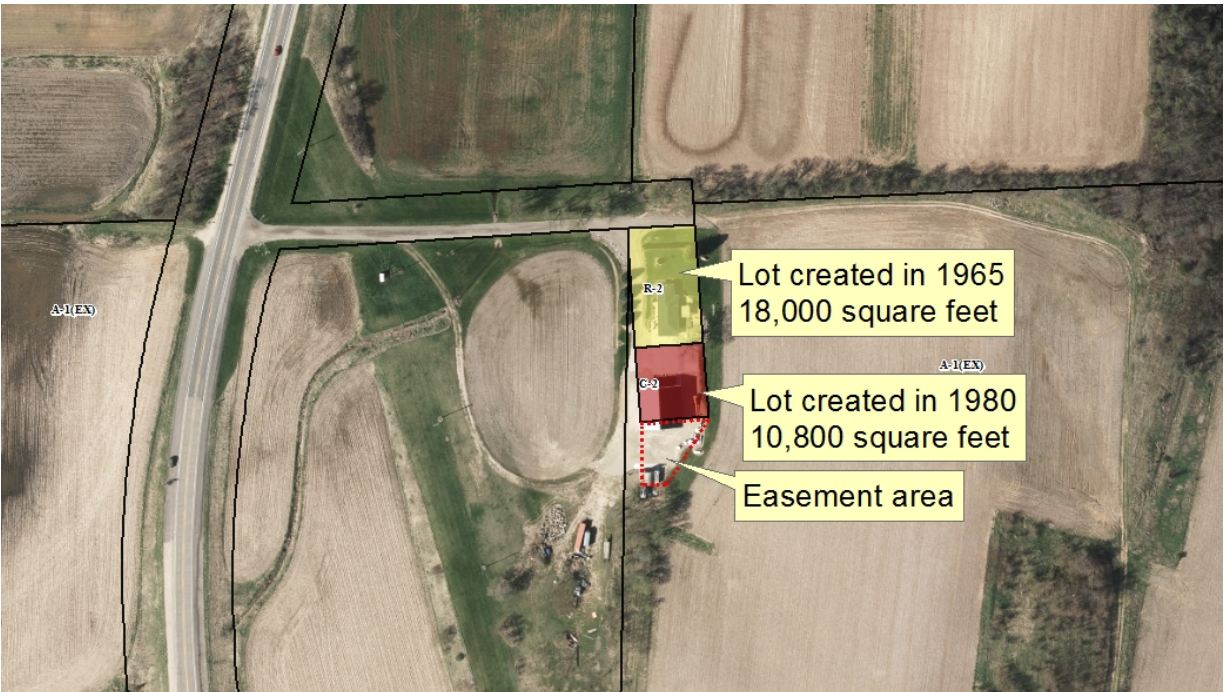 Lot created in 1965
18,000 square feet
R-2
A-1(EX)
A-1(EX)
C-2
Lot created in 1980
10,800 square feet
Easement area